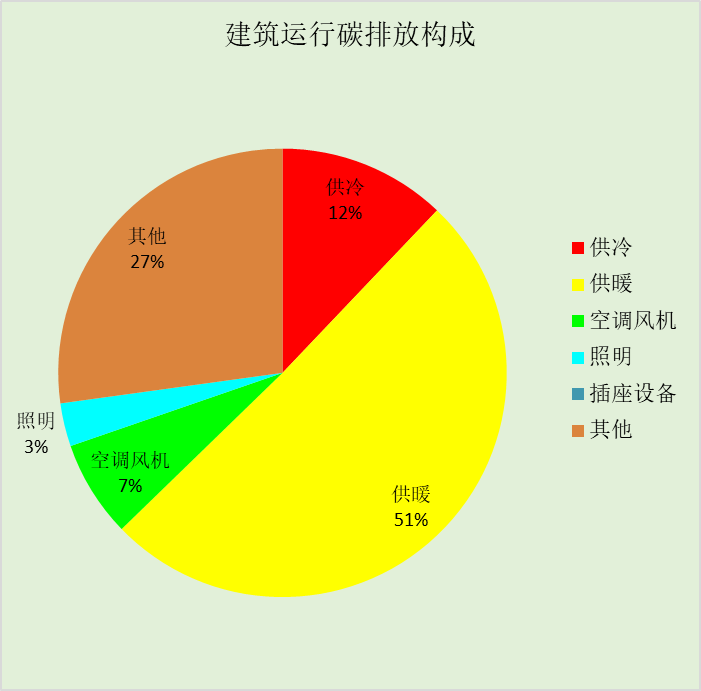 建筑运行碳排放构成
供冷
12%
其他
27%
供冷
供暖
空调风机
照明
插座设备
其他
照明
3%
空调风机
7%
供暖
51%